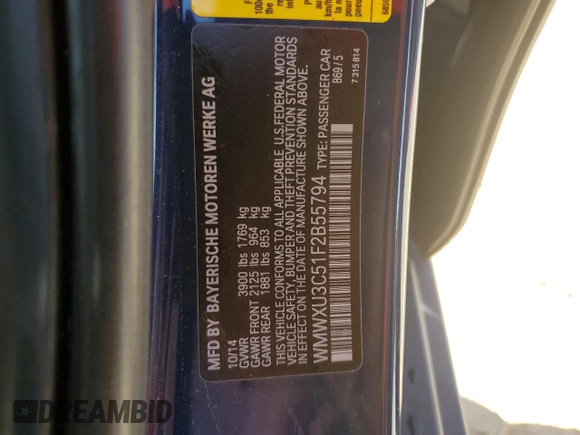 MFD BY BAYERISCHE MOTOREN WERKE AG
10/14
GVWR 3900 lbs 1769 kg
GAWR FRONT 2125 lbs 964 kg
GAWR REAR 1881 lbs 853 kg
THIS VEHICLE CONFORMS TO ALL APPLICABLE U.S.FEDERAL MOTOR
VEHICLE SAFETY, BUMPER AND THEFT PREVENTION STANDARDS
IN EFFECT ON THE DATE OF MANUFACTURE SHOWN ABOVE.
WMWXU3C51F2B55794 TYPE: PASSENGER CAR
869/5
7 315 814
DREAMBID